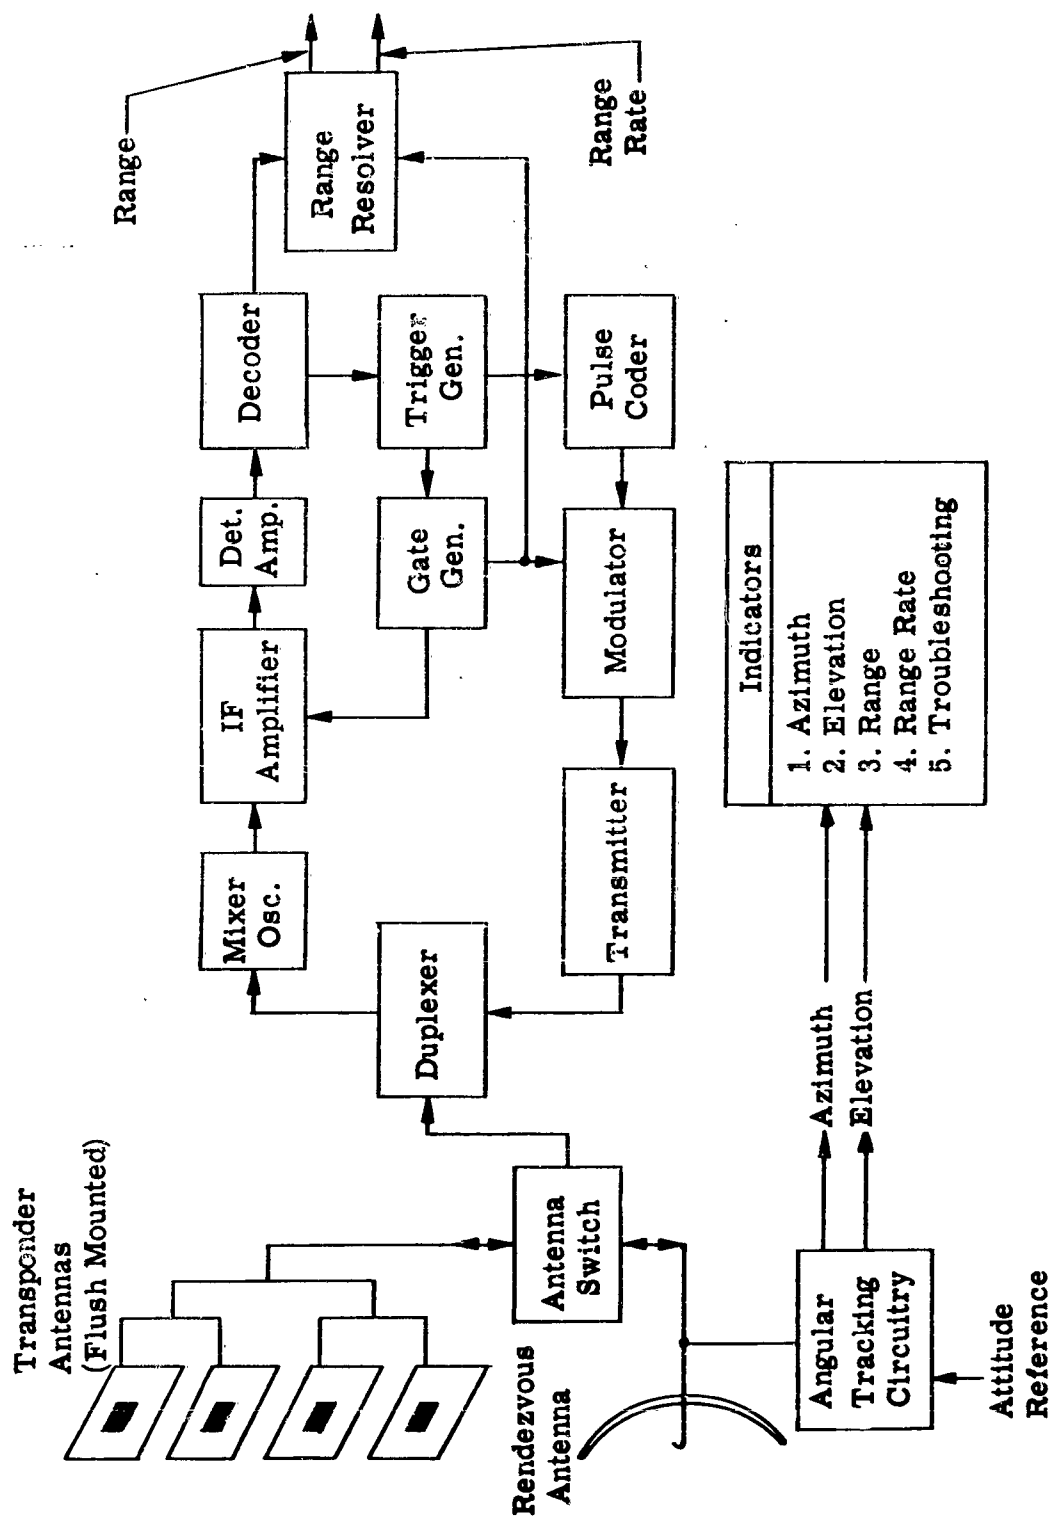 Transponder
Antennas
(Flush Mounted)
Rendezvous
Antenna
Antenna
Switch
Duplexer
Mixer
Osc.
IF
Amplifier
Det.
Amp.
Decoder
Range
Resolver
Range
Range
Rate
Trigger
Gen.
Gate
Gen.
Pulse
Coder
Modulator
Transmitter
Angular
Tracking
Circuitry
Attitude
Reference
Azimuth
Elevation
Indicators
1. Azimuth
2. Elevation
3. Range
4. Range Rate
5. Troubleshooting